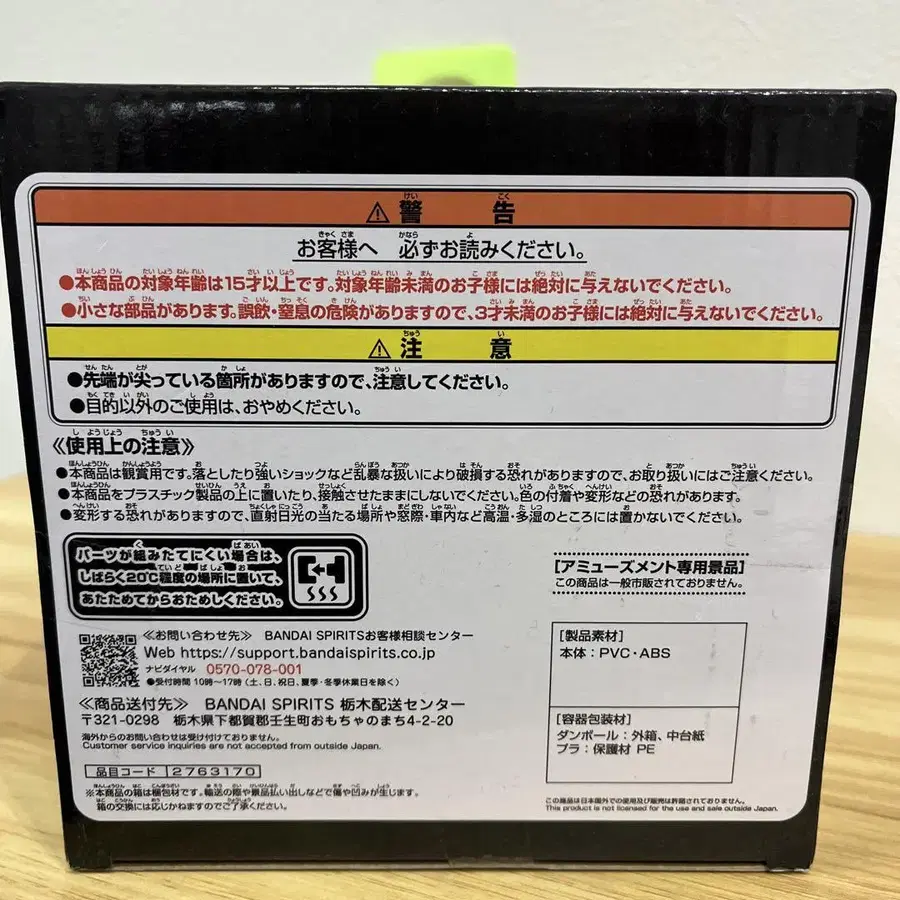 ⚠警告
お客様へ 必ずお読みください。
●本商品の対象年齢は15才以上です。対象年齢未満のお子様には絶対に与えないでください。
●小さな部品があります。誤飲・窒息の危険がありますので、3才未満のお子様には絶対に与えないでください。
⚠注意
●先端が尖っている箇所がありますので、注意してください。
●目的以外のご使用は、おやめください。
《使用上の注意》
●本商品は観賞用です。落としたり強いショックなど乱暴な扱いにより破損する恐れがありますので、お取り扱いにはご注意ください。
●本商品をプラスチック製品の上に置いたり、接触させたままにしないでください。色の付着や変形などの恐れがあります。
●変形する恐れがありますので、直射日光の当たる場所や窓際・車内など高温・多湿のところには置かないでください。
パーツが組みたてにくい場合は、
しばらく20℃程度の場所に置いて、
あたためてからおためしください。
[アミューズメント専用景品]
この商品は一般市販されておりません。
≪お問い合わせ先≫ BANDAI SPIRITSお客様相談センター
Web https://support.bandaispirits.co.jp
ナビダイヤル 0570-078-001
●受付時間 10時〜17時（土、日、祝日、夏季・冬季休業日を除く）
≪商品送付先≫ BANDAI SPIRITS 栃木配送センター
〒321-0298 栃木県下都賀郡壬生町おもちゃのまち4-2-20
海外からのお問い合わせは受け付けておりません。
Customer service inquiries are not accepted from outside Japan.
品目コード 2763170
※本商品の箱は梱包材です。輸送の際や景品払い出しなどで傷や凹みが生じます。
箱の交換には応じかねますのでご了承ください。
[製品素材]
本体：PVC・ABS
[容器包装材]
ダンボール：外箱、中台紙
プラ：保護材 PE
この商品は日本国外での使用及び販売は許諾されておりません。
This product is not licensed for use and sale outside Japan.